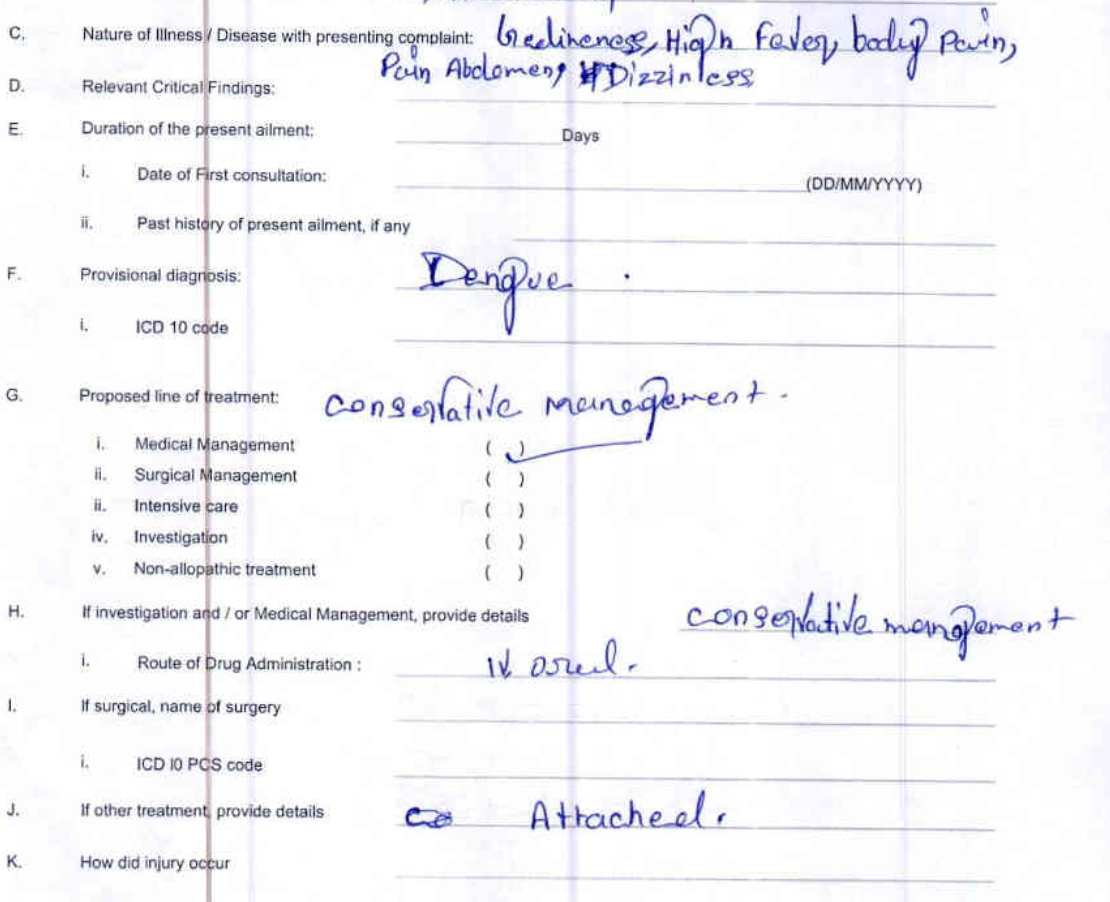 C. Nature of Illness / Disease with presenting complaint: High Fever, body Pain,
Pain Abdomen, Dizziniess
D. Relevant Critical Findings:
E. Duration of the present ailment: Days
i. Date of First consultation: (DD/MM/YYYY)
ii. Past history of present ailment, if any
F. Provisional diagnosis: Dengue .
i. ICD 10 code
G. Proposed line of treatment: conservative management.
i. Medical Management ( )
ii. Surgical Management ( )
ii. Intensive care ( )
iv. Investigation ( )
v. Non-allopathic treatment ( )
H. If investigation and / or Medical Management, provide details conservative mangement
i. Route of Drug Administration : IV oral.
I. If surgical, name of surgery
i. ICD I0 PCS code
J. If other treatment, provide details Attached.
K. How did injury occur